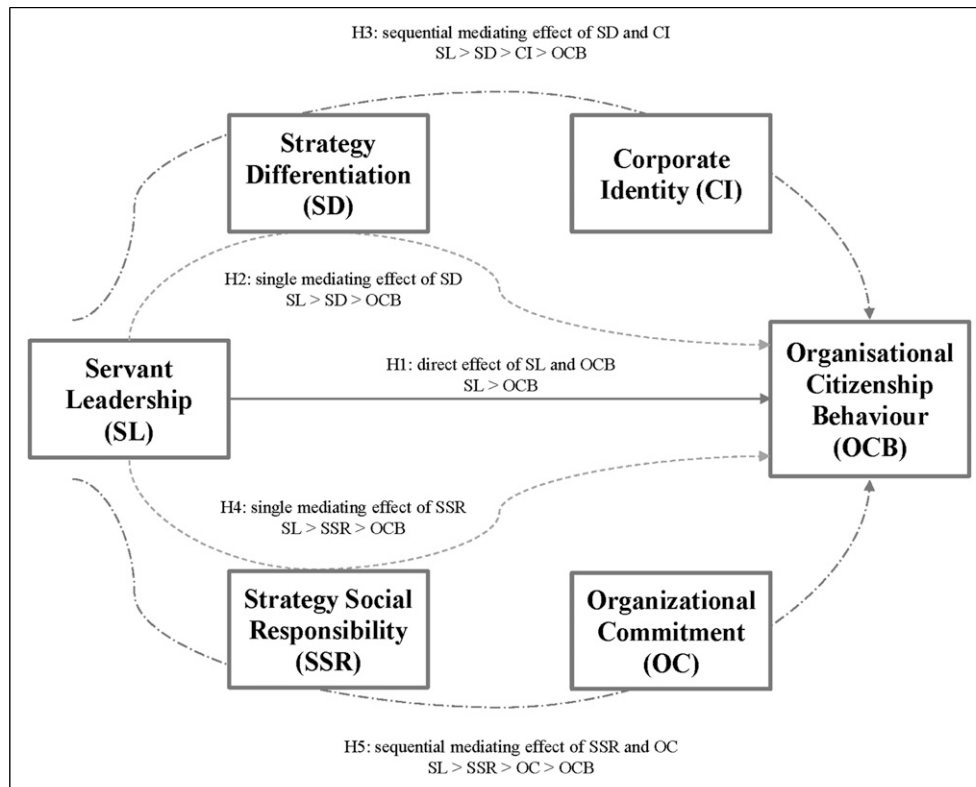 H3: sequential mediating effect of SD and CI
SL > SD > CI > OCB
Strategy
Differentiation
(SD)
Corporate
Identity (CI)
H2: single mediating effect of SD
SL > SD > OCB
Servant
Leadership
(SL)
H1: direct effect of SL and OCB
SL > OCB
Organisational
Citizenship
Behaviour
(OCB)
H4: single mediating effect of SSR
SL > SSR > OCB
Strategy Social
Responsibility
(SSR)
Organizational
Commitment
(OC)
H5: sequential mediating effect of SSR and OC
SL > SSR > OC > OCB